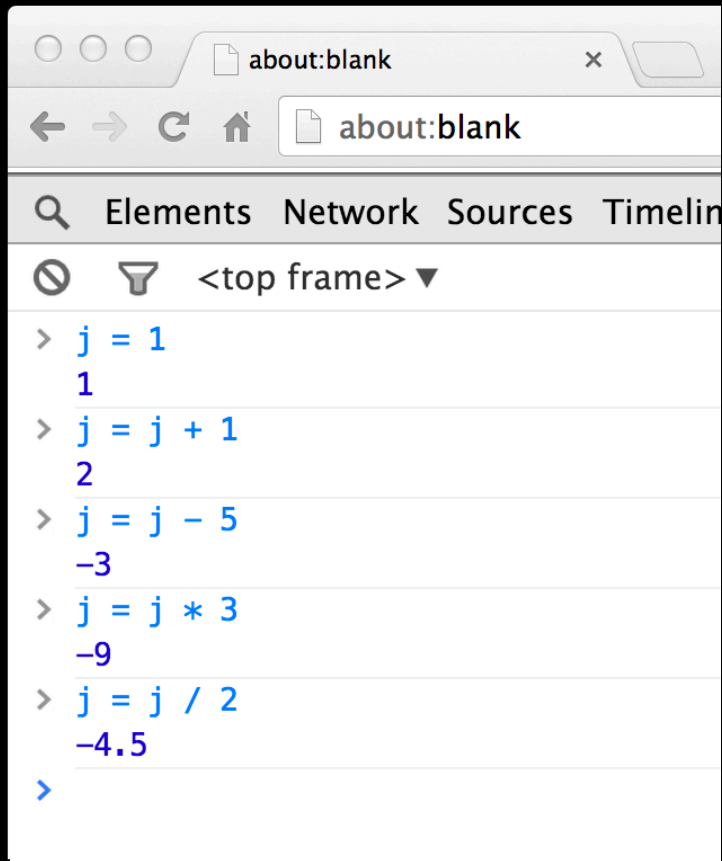 about:blank
about:blank
Elements Network Sources Timelin
<top frame>
> j = 1
1
> j = j + 1
2
> j = j - 5
-3
> j = j * 3
-9
> j = j / 2
-4.5
>